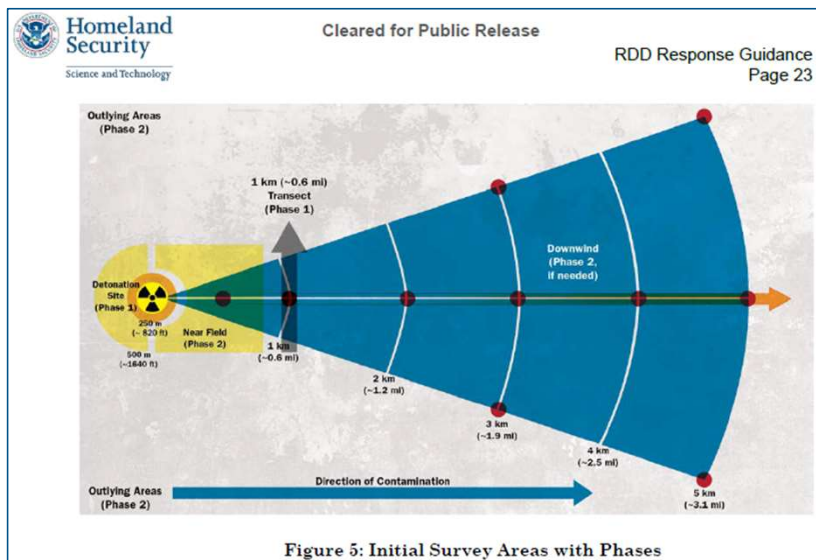 Homeland
Security
Science and Technology
Cleared for Public Release
RDD Response Guidance
Page 23
Outlying Areas
(Phase 2)
1 km (~0.6 mi)
Transect
(Phase 1)
Downwind
(Phase 2,
if needed)
Detonation
Site
(Phase 1)
250 m
(~ 820 ft)
Near Field
(Phase 2)
500 m
(~1640 ft)
1 km
(~0.6 mi)
2 km
(~1.2 mi)
3 km
(~1.9 mi)
4 km
(~2.5 mi)
5 km
(~3.1 mi)
Direction of Contamination
Outlying Areas
(Phase 2)
Figure 5: Initial Survey Areas with Phases